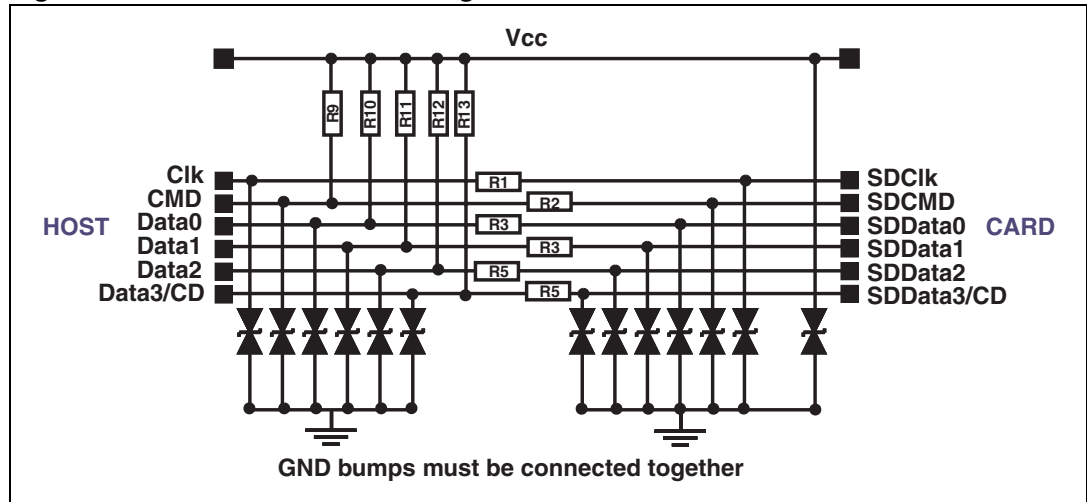 Vcc
R9
R10
R11
R12
R13
Clk
R1
SDClk
CMD
R2
SDCMD
HOST
Data0
R3
SDData0
CARD
Data1
R3
SDData1
Data2
R5
SDData2
Data3/CD
R5
SDData3/CD
GND bumps must be connected together